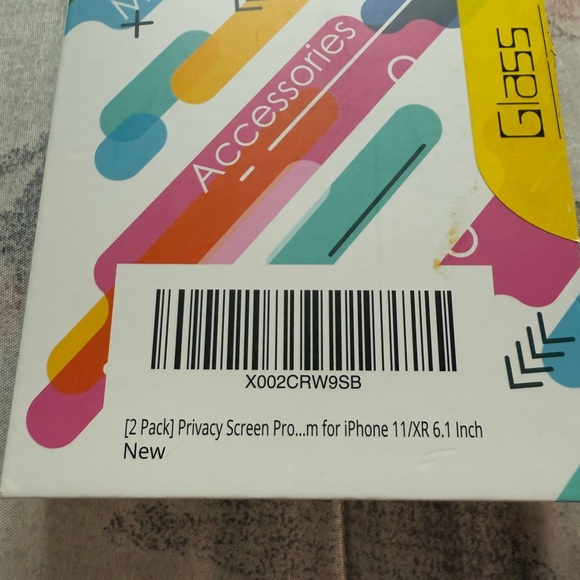 Accessories
Glass
X002CRW9SB
[2 Pack] Privacy Screen Pro...m for iPhone 11/XR 6.1 Inch
New